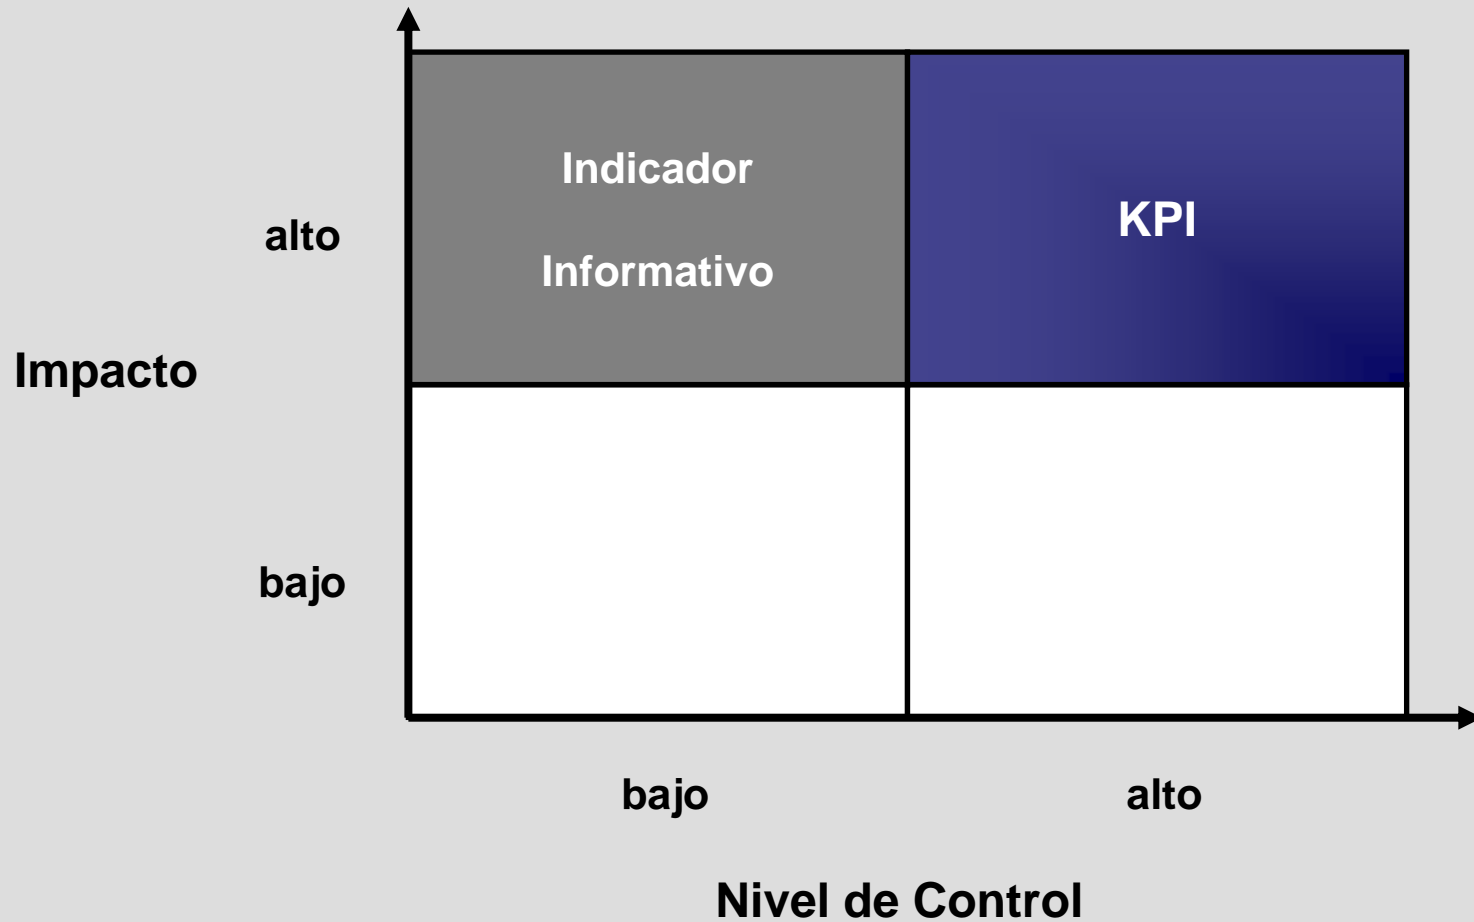 Indicador
Informativo
KPI
alto
Impacto
bajo
bajo
alto
Nivel de Control